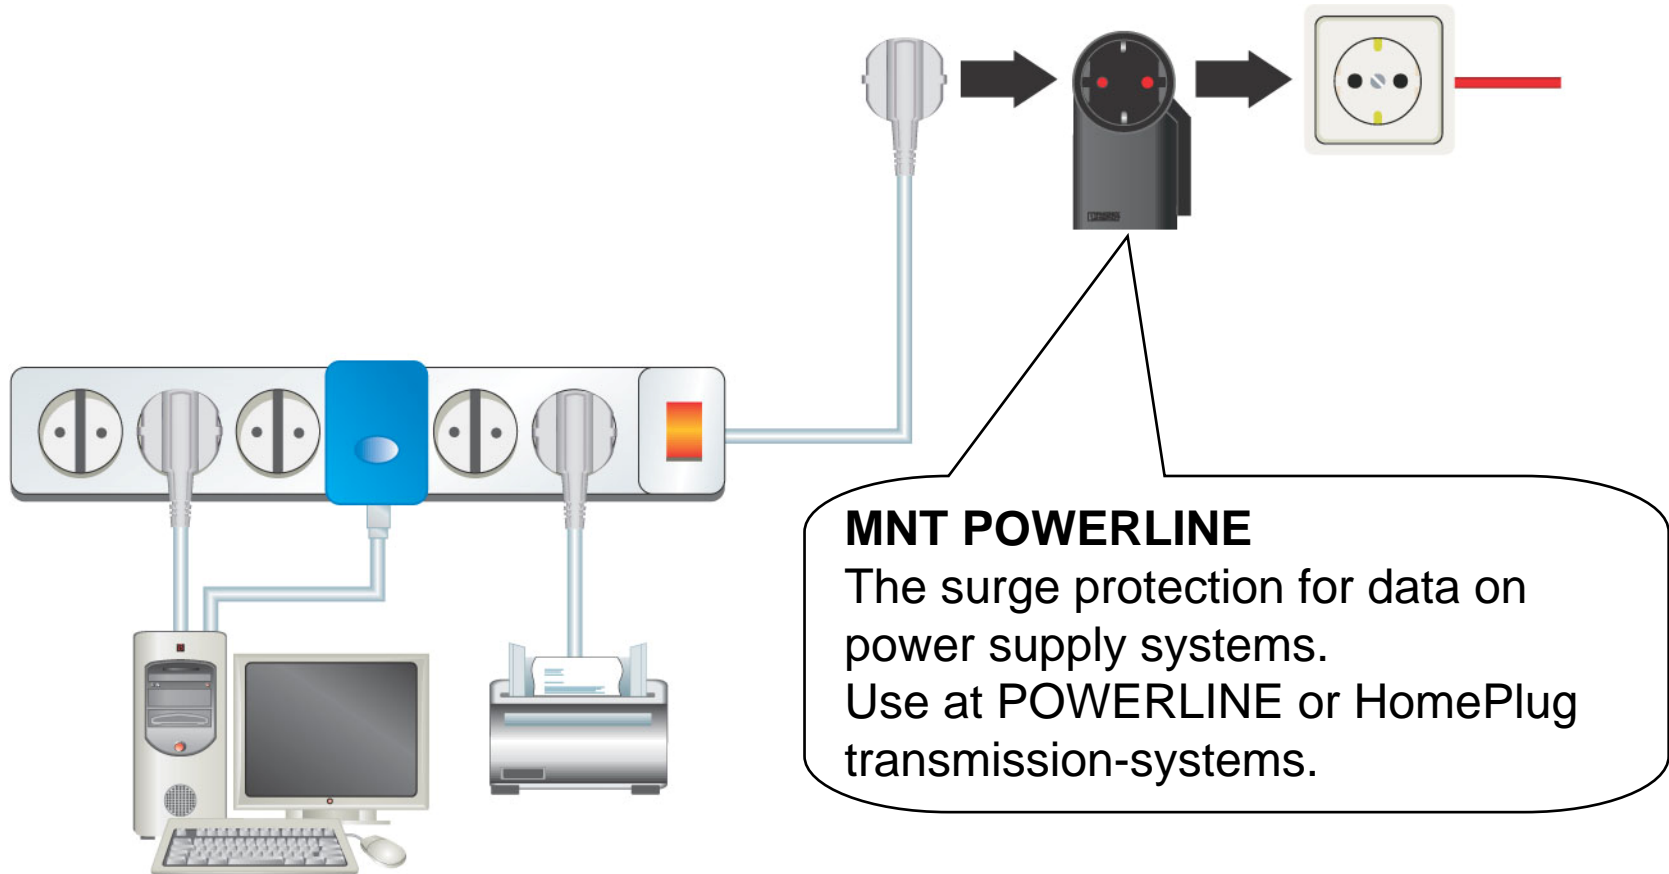 MNT POWERLINE
The surge protection for data on
power supply systems.
Use at POWERLINE or HomePlug
transmission-systems.